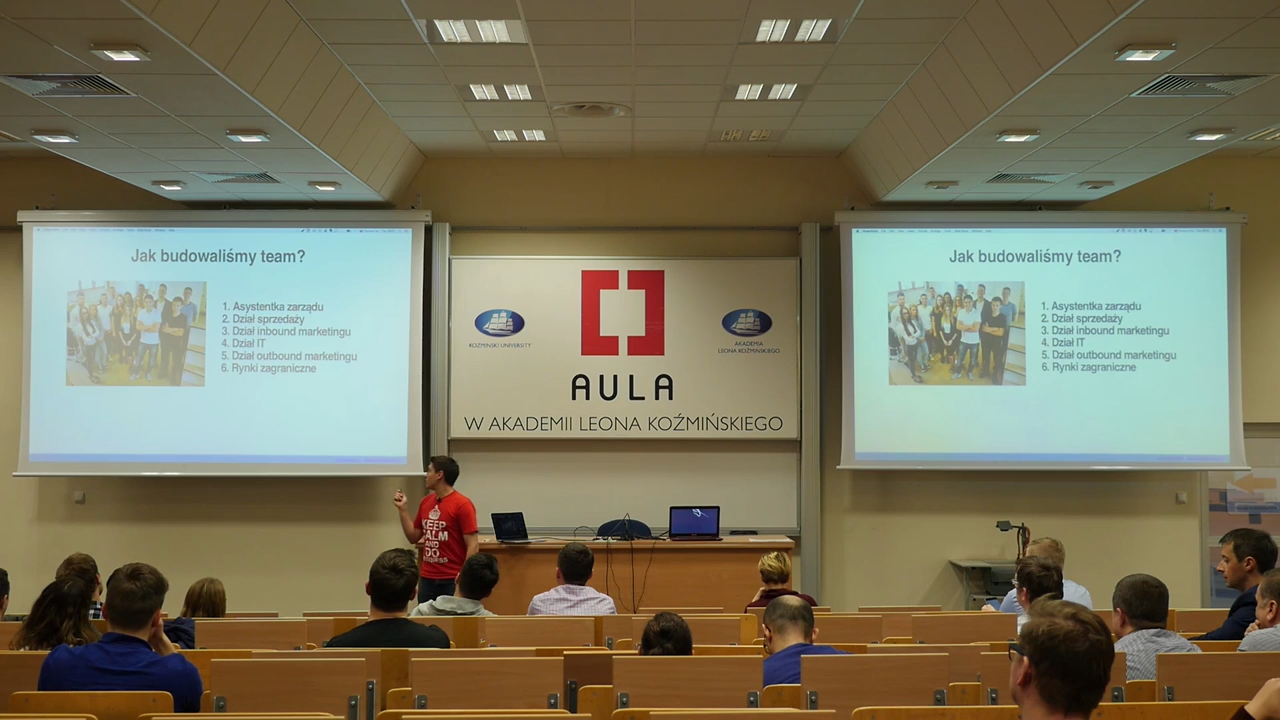 Jak budowaliśmy team?
1. Asystentka zarządu
2. Dział sprzedaży
3. Dział inbound marketingu
4. Dział IT
5. Dział outbound marketingu
6. Rynki zagraniczne
KOZMINSKI UNIVERSITY
AKADEMIA
LEONA KOŹMIŃSKIEGO
AULA
W AKADEMII LEONA KOŹMIŃSKIEGO
Jak budowaliśmy team?
1. Asystentka zarządu
2. Dział sprzedaży
3. Dział inbound marketingu
4. Dział IT
5. Dział outbound marketingu
6. Rynki zagraniczne
KEEP
CALM
AND
DO